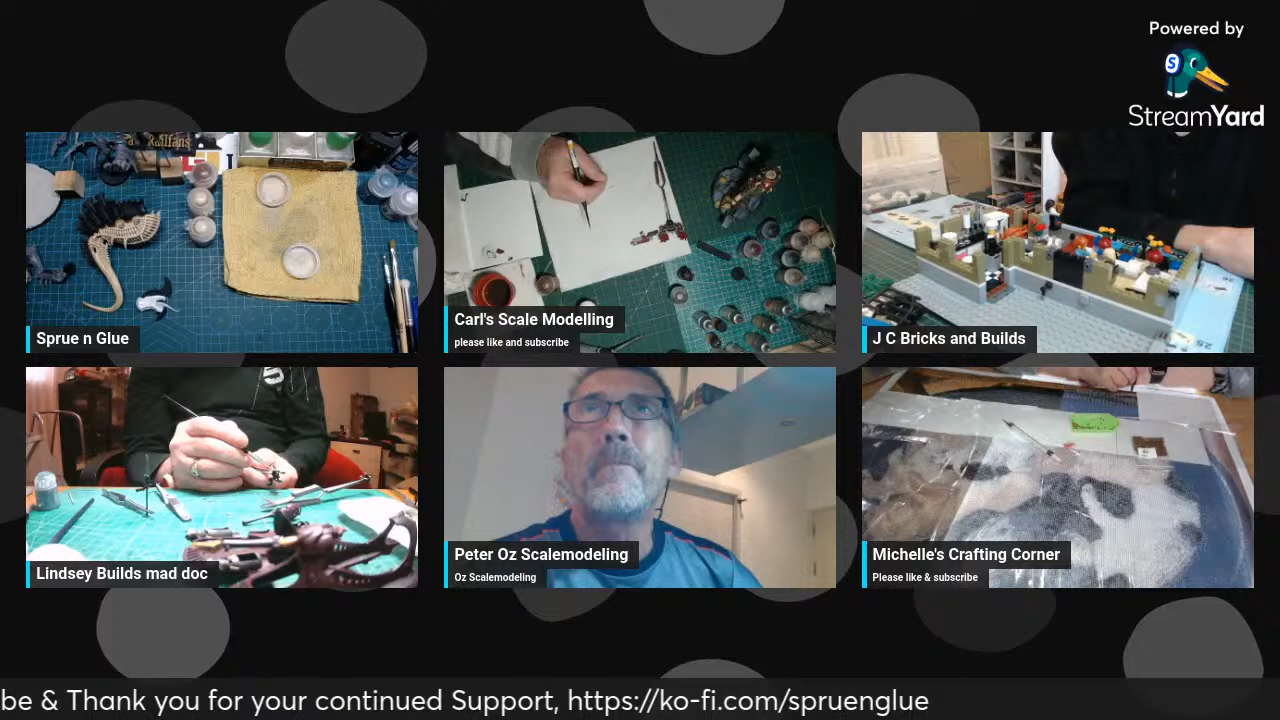 Powered by
StreamYard
Railfans
Sprue n Glue
Carl's Scale Modelling
please like and subscribe
J C Bricks and Builds
Lindsey Builds mad doc
Peter Oz Scalemodeling
Oz Scalemodeling
Michelle's Crafting Corner
Please like & subscribe
be & Thank you for your continued Support, https://ko-fi.com/spruenglue